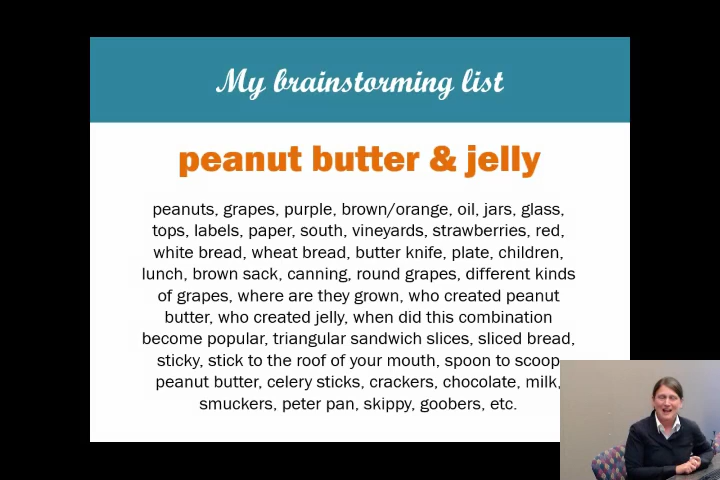 My brainstorming list
peanut butter & jelly
peanuts, grapes, purple, brown/orange, oil, jars, glass,
tops, labels, paper, south, vineyards, strawberries, red,
white bread, wheat bread, butter knife, plate, children,
lunch, brown sack, canning, round grapes, different kinds
of grapes, where are they grown, who created peanut
butter, who created jelly, when did this combination
become popular, triangular sandwich slices, sliced bread,
sticky, stick to the roof of your mouth, spoon to scoop
peanut butter, celery sticks, crackers, chocolate, milk,
smuckers, peter pan, skippy, goobers, etc.